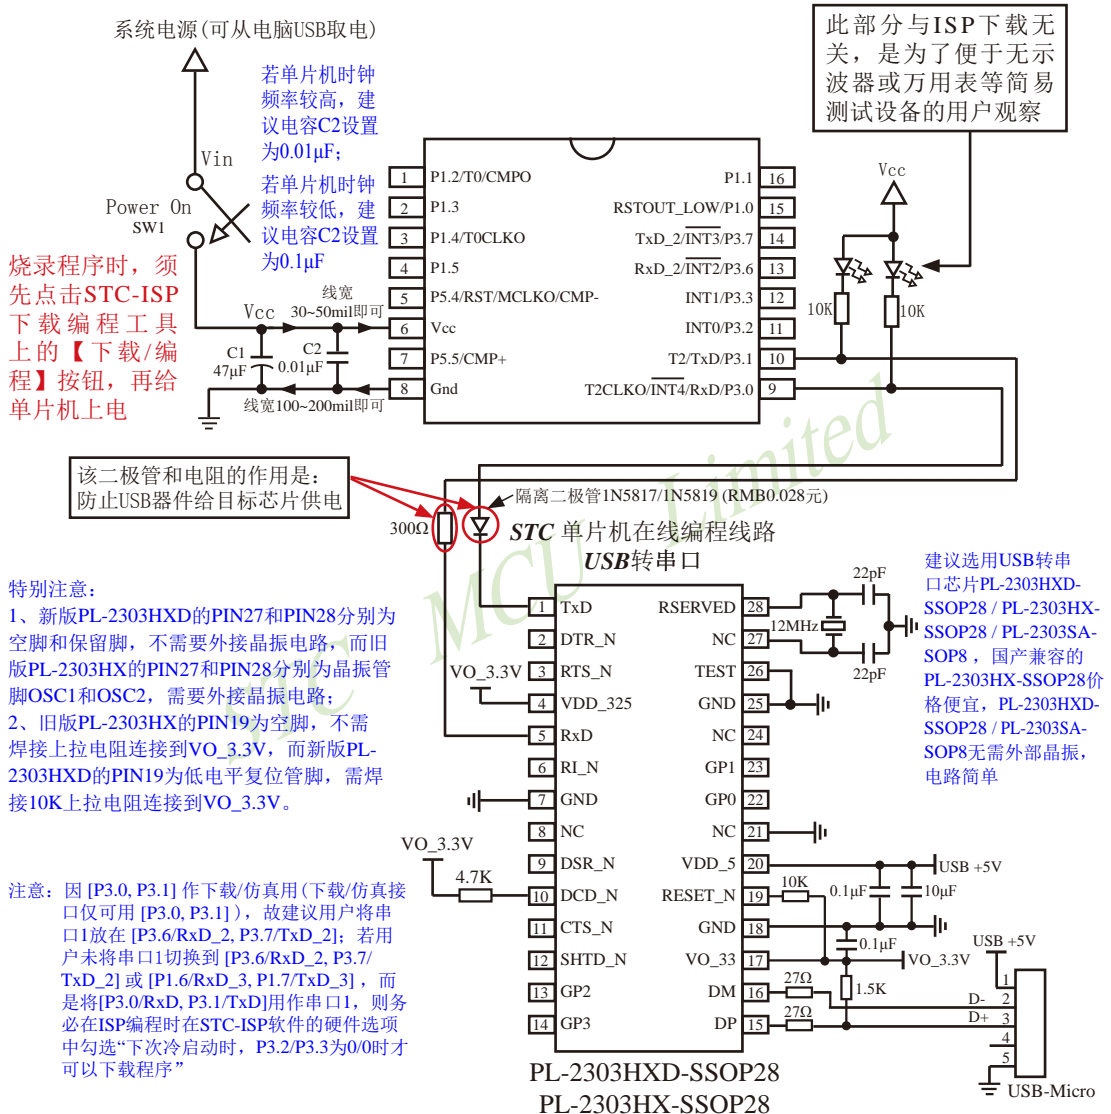 系统电源(可从电脑USB取电)
此部分与ISP下载无
关，是为了便于无示
波器或万用表等简易
测试设备的用户观察
若单片机时钟
频率较高，建
议电容C2设置
为0.01μF；
若单片机时钟
频率较低，建
议电容C2设置
为0.1μF
Vin
Power On
SW1
烧录程序时，须
先点击STC-ISP
下载编程工具
上的【下载/编
程】按钮，再给
单片机上电
Vcc
线宽
30~50mil即可
C1
47μF
C2
0.01μF
线宽100~200mil即可
1 P1.2/T0/CMPO
2 P1.3
3 P1.4/T0CLKO
4 P1.5
5 P5.4/RST/MCLKO/CMP-
6 Vcc
7 P5.5/CMP+
8 Gnd
P1.1 16
RSTOUT_LOW/P1.0 15
TxD_2/INT3/P3.7 14
RxD_2/INT2/P3.6 13
INT1/P3.3 12
INT0/P3.2 11
T2/TxD/P3.1 10
T2CLKO/INT4/RxD/P3.0 9
Vcc
10K
10K
该二极管和电阻的作用是：
防止USB器件给目标芯片供电
300Ω
隔离二极管1N5817/1N5819 (RMB0.028元)
STC 单片机在线编程线路
USB转串口
STC MCU Limited
特别注意：
1、新版PL-2303HXD的PIN27和PIN28分别为
空脚和保留脚，不需要外接晶振电路，而旧
版PL-2303HX的PIN27和PIN28分别为晶振管
脚OSC1和OSC2，需要外接晶振电路；
2、旧版PL-2303HX的PIN19为空脚，不需
焊接上拉电阻连接到VO_3.3V，而新版PL-
2303HXD的PIN19为低电平复位管脚，需焊
接10K上拉电阻连接到VO_3.3V。
注意：因 [P3.0, P3.1] 作下载/仿真用(下载/仿真接
口仅可用 [P3.0, P3.1] )，故建议用户将串
口1放在 [P3.6/RxD_2, P3.7/TxD_2]；若用
户未将串口1切换到 [P3.6/RxD_2, P3.7/
TxD_2] 或 [P1.6/RxD_3, P1.7/TxD_3] ，而
是将[P3.0/RxD, P3.1/TxD]用作串口1，则务
必在ISP编程时在STC-ISP软件的硬件选项
中勾选“下次冷启动时，P3.2/P3.3为0/0时才
可以下载程序”
VO_3.3V
VO_3.3V
4.7K
1 TxD
2 DTR_N
3 RTS_N
4 VDD_325
5 RxD
6 RI_N
7 GND
8 NC
9 DSR_N
10 DCD_N
11 CTS_N
12 SHTD_N
13 GP2
14 GP3
RSERVED 28
NC 27
TEST 26
GND 25
NC 24
GP1 23
GP0 22
NC 21
VDD_5 20
RESET_N 19
GND 18
VO_33 17
DM 16
DP 15
22pF
12MHz
22pF
建议选用USB转串
口芯片PL-2303HXD-
SSOP28 / PL-2303HX-
SSOP28 / PL-2303SA-
SOP8 ，国产兼容的
PL-2303HX-SSOP28价
格便宜，PL-2303HXD-
SSOP28 / PL-2303SA-
SOP8无需外部晶振，
电路简单
USB +5V
10K
0.1μF
10μF
0.1μF
VO_3.3V
27Ω
27Ω
1.5K
USB +5V
D-
D+
1
2
3
4
5
USB-Micro
PL-2303HXD-SSOP28
PL-2303HX-SSOP28